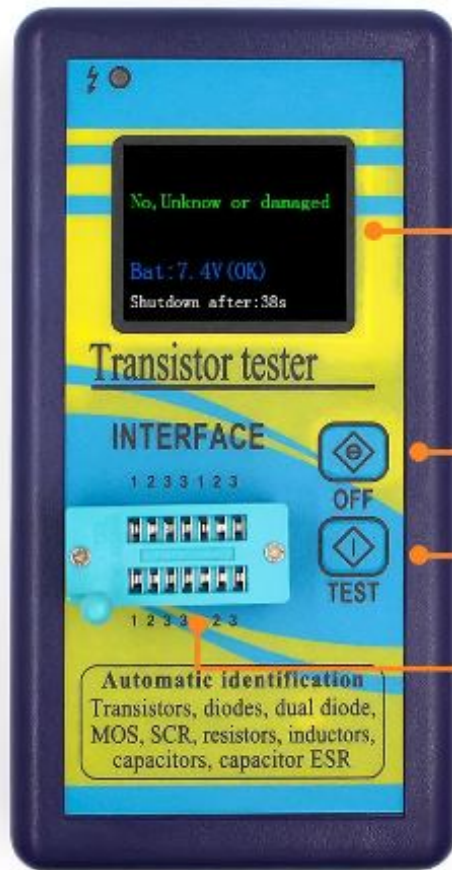 No,Unknow or damaged
Bat:7.4V(OK)
Shutdown after:38s
Transistor tester
INTERFACE
1 2 3 3 1 2 3
OFF
TEST
1 2 3 3 2 3
Automatic identification
Transistors, diodes, dual diode,
MOS, SCR, resistors, inductors,
capacitors, capacitor ESR